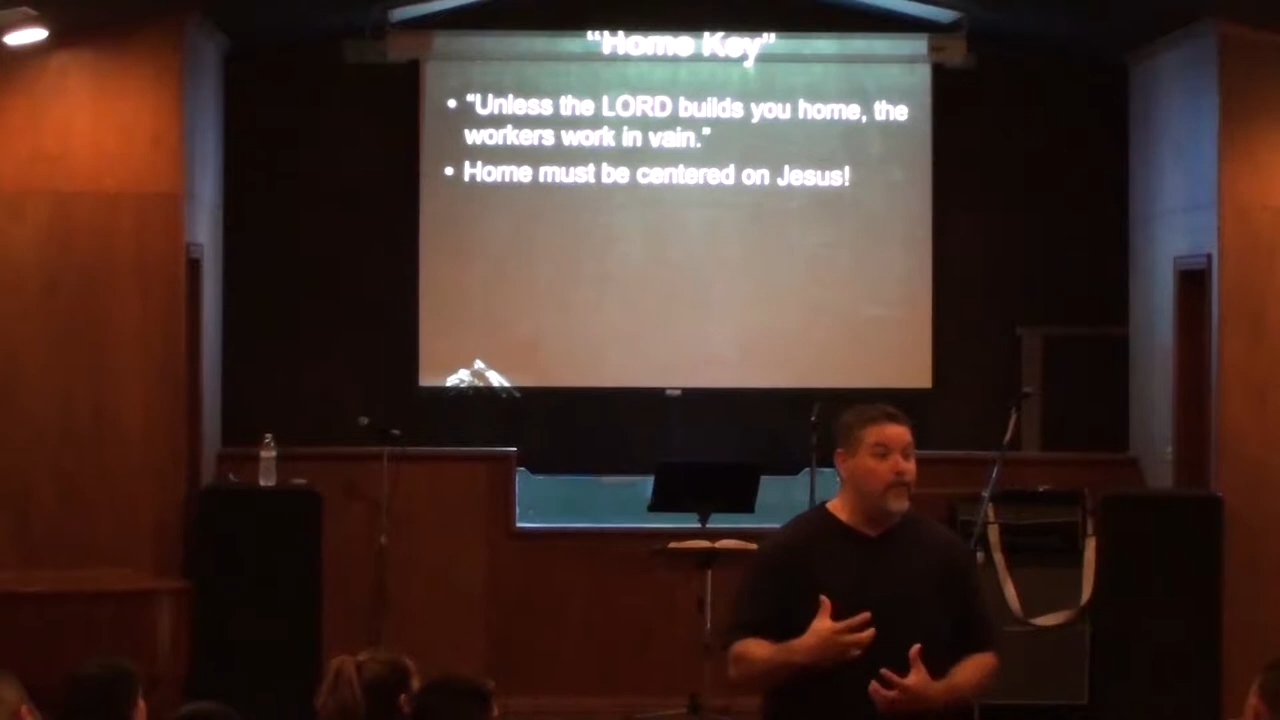 “Home Key”
• “Unless the LORD builds you home, the
workers work in vain.”
• Home must be centered on Jesus!